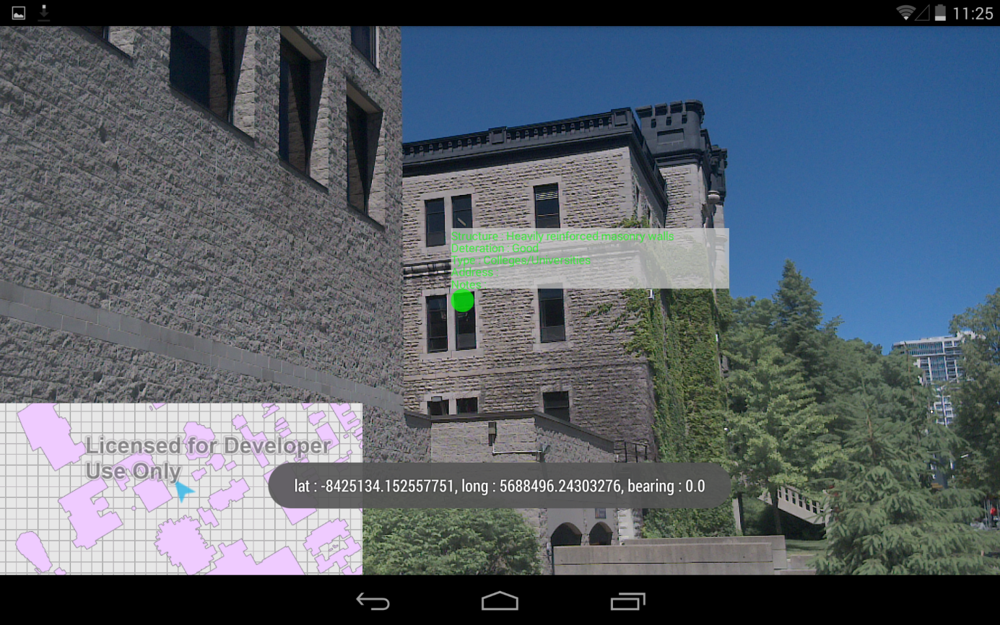 11:25
Structure : Heavily reinforced masonry walls
Deteration : Good
Type : Colleges/Universities
Address :
Notes :
Licensed for Developer
Use Only
lat : -8425134.152557751, long : 5688496.24303276, bearing : 0.0